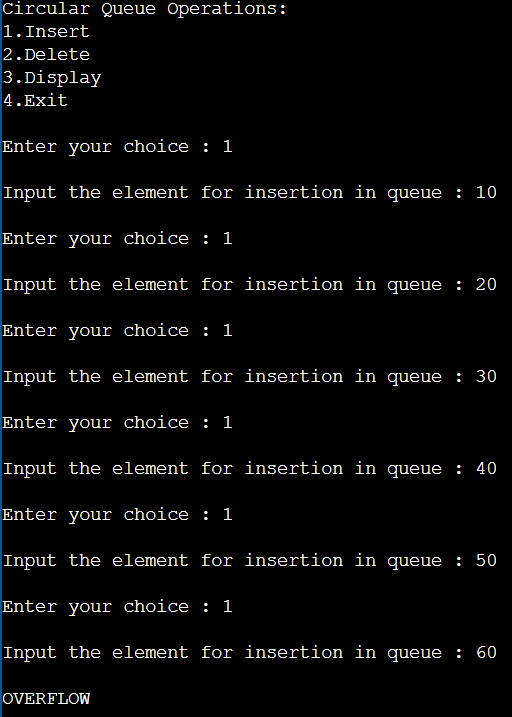 Circular Queue Operations:
1.Insert
2.Delete
3.Display
4.Exit
Enter your choice : 1
Input the element for insertion in queue : 10
Enter your choice : 1
Input the element for insertion in queue : 20
Enter your choice : 1
Input the element for insertion in queue : 30
Enter your choice : 1
Input the element for insertion in queue : 40
Enter your choice : 1
Input the element for insertion in queue : 50
Enter your choice : 1
Input the element for insertion in queue : 60
OVERFLOW